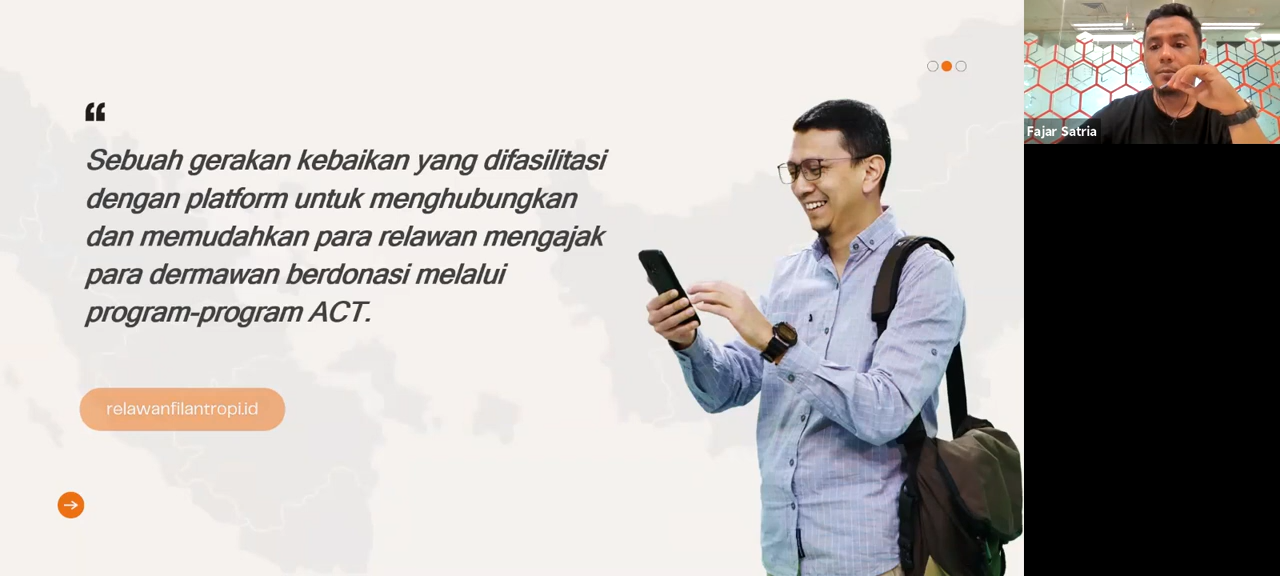 “
Sebuah gerakan kebaikan yang difasilitasi
dengan platform untuk menghubungkan
dan memudahkan para relawan mengajak
para dermawan berdonasi melalui
program-program ACT.
relawanfilantropi.id
Fajar Satria